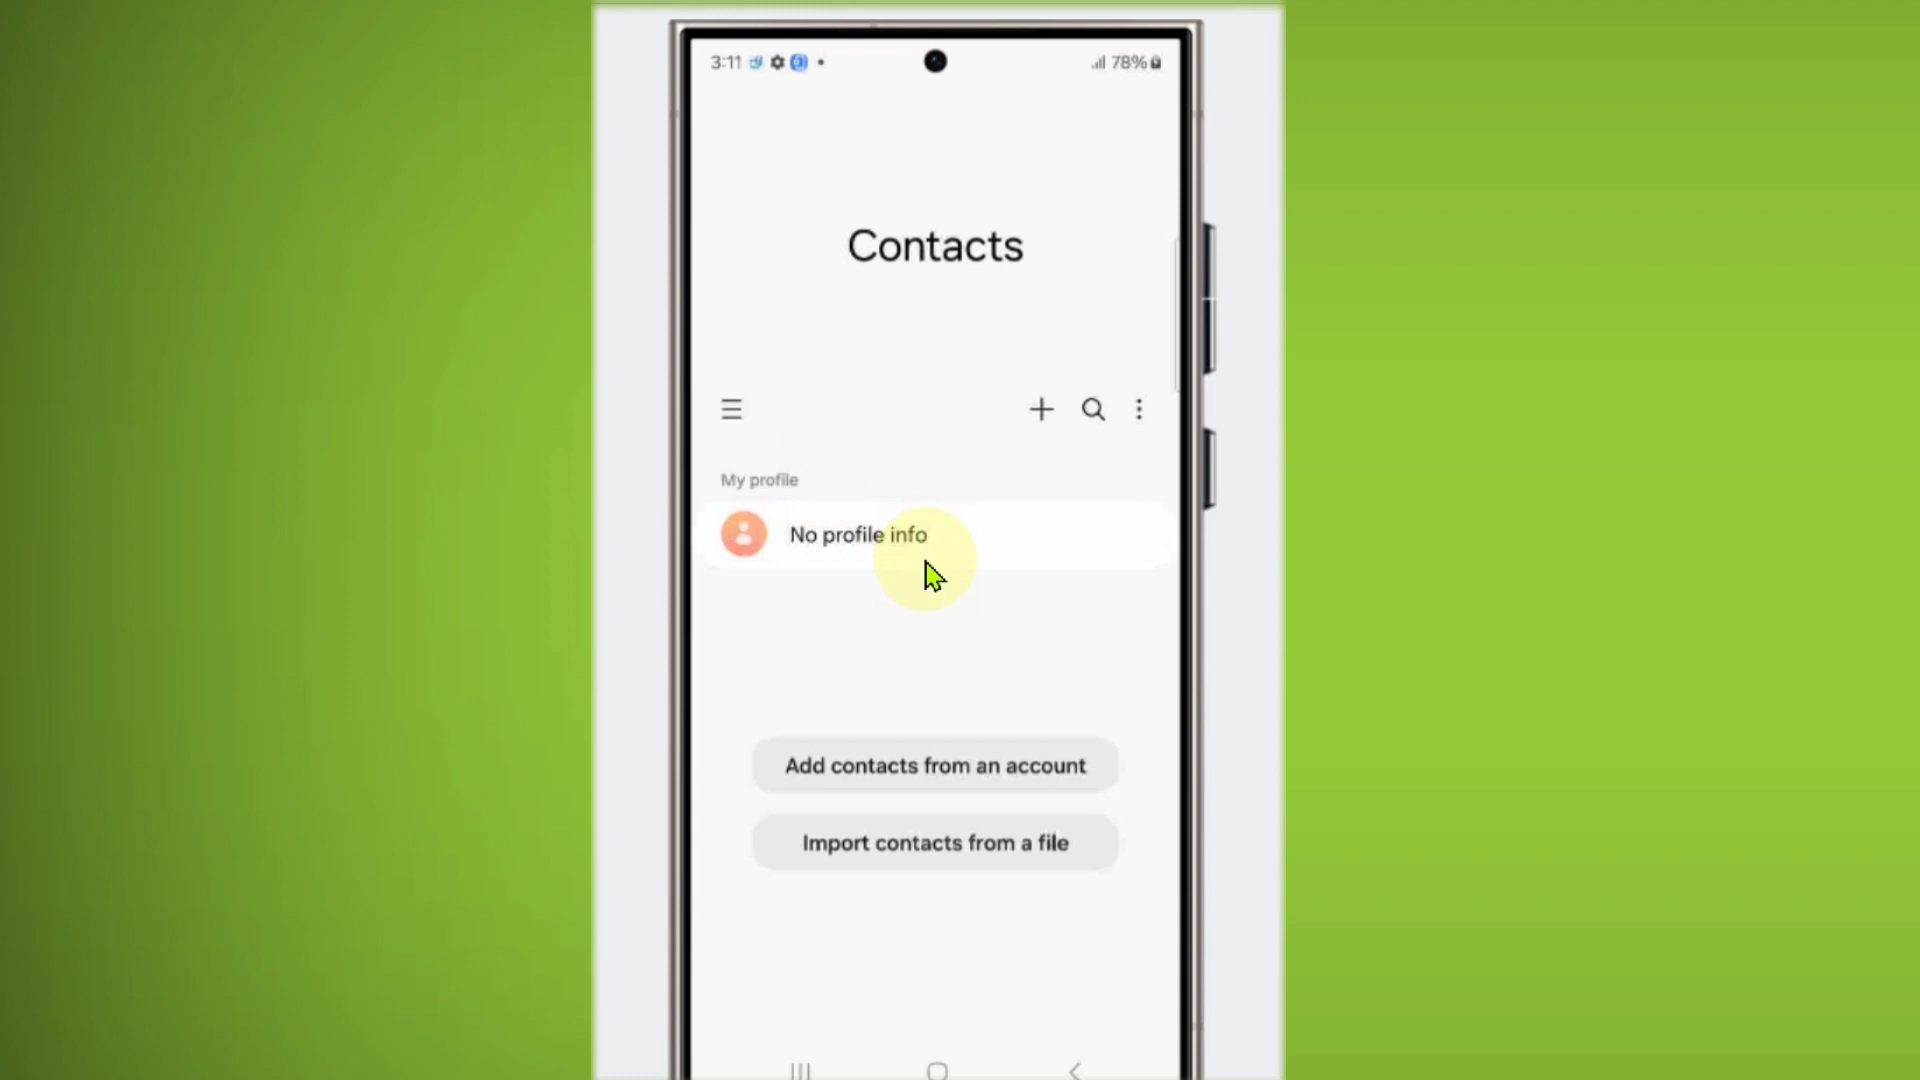 3:11 78%
Contacts
My profile
No profile info
Add contacts from an account
Import contacts from a file